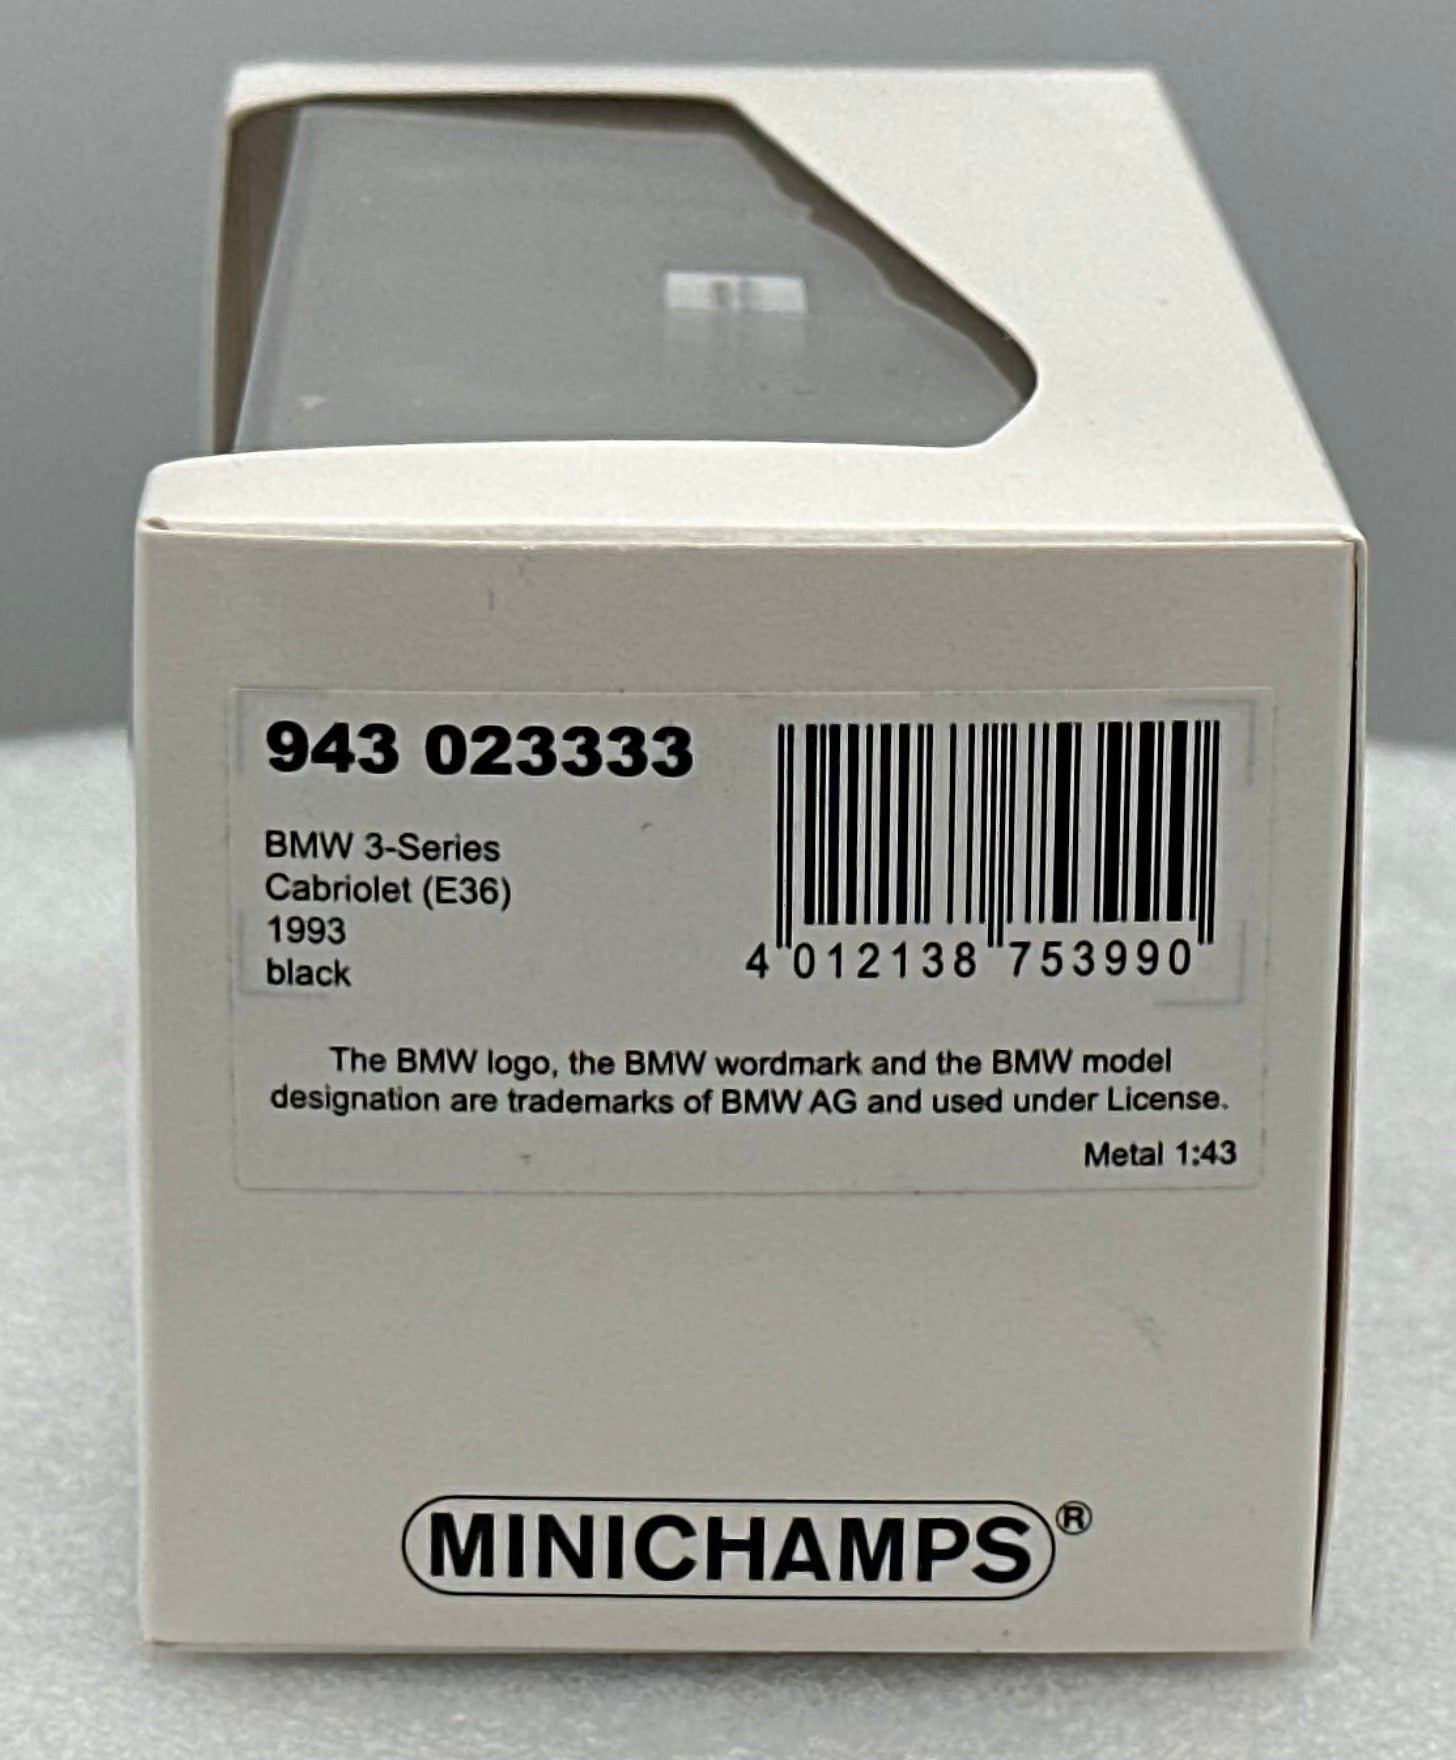 943 023333
BMW 3-Series
Cabriolet (E36)
1993
black
4 012138 753990
The BMW logo, the BMW wordmark and the BMW model
designation are trademarks of BMW AG and used under License.
Metal 1:43
MINICHAMPS®